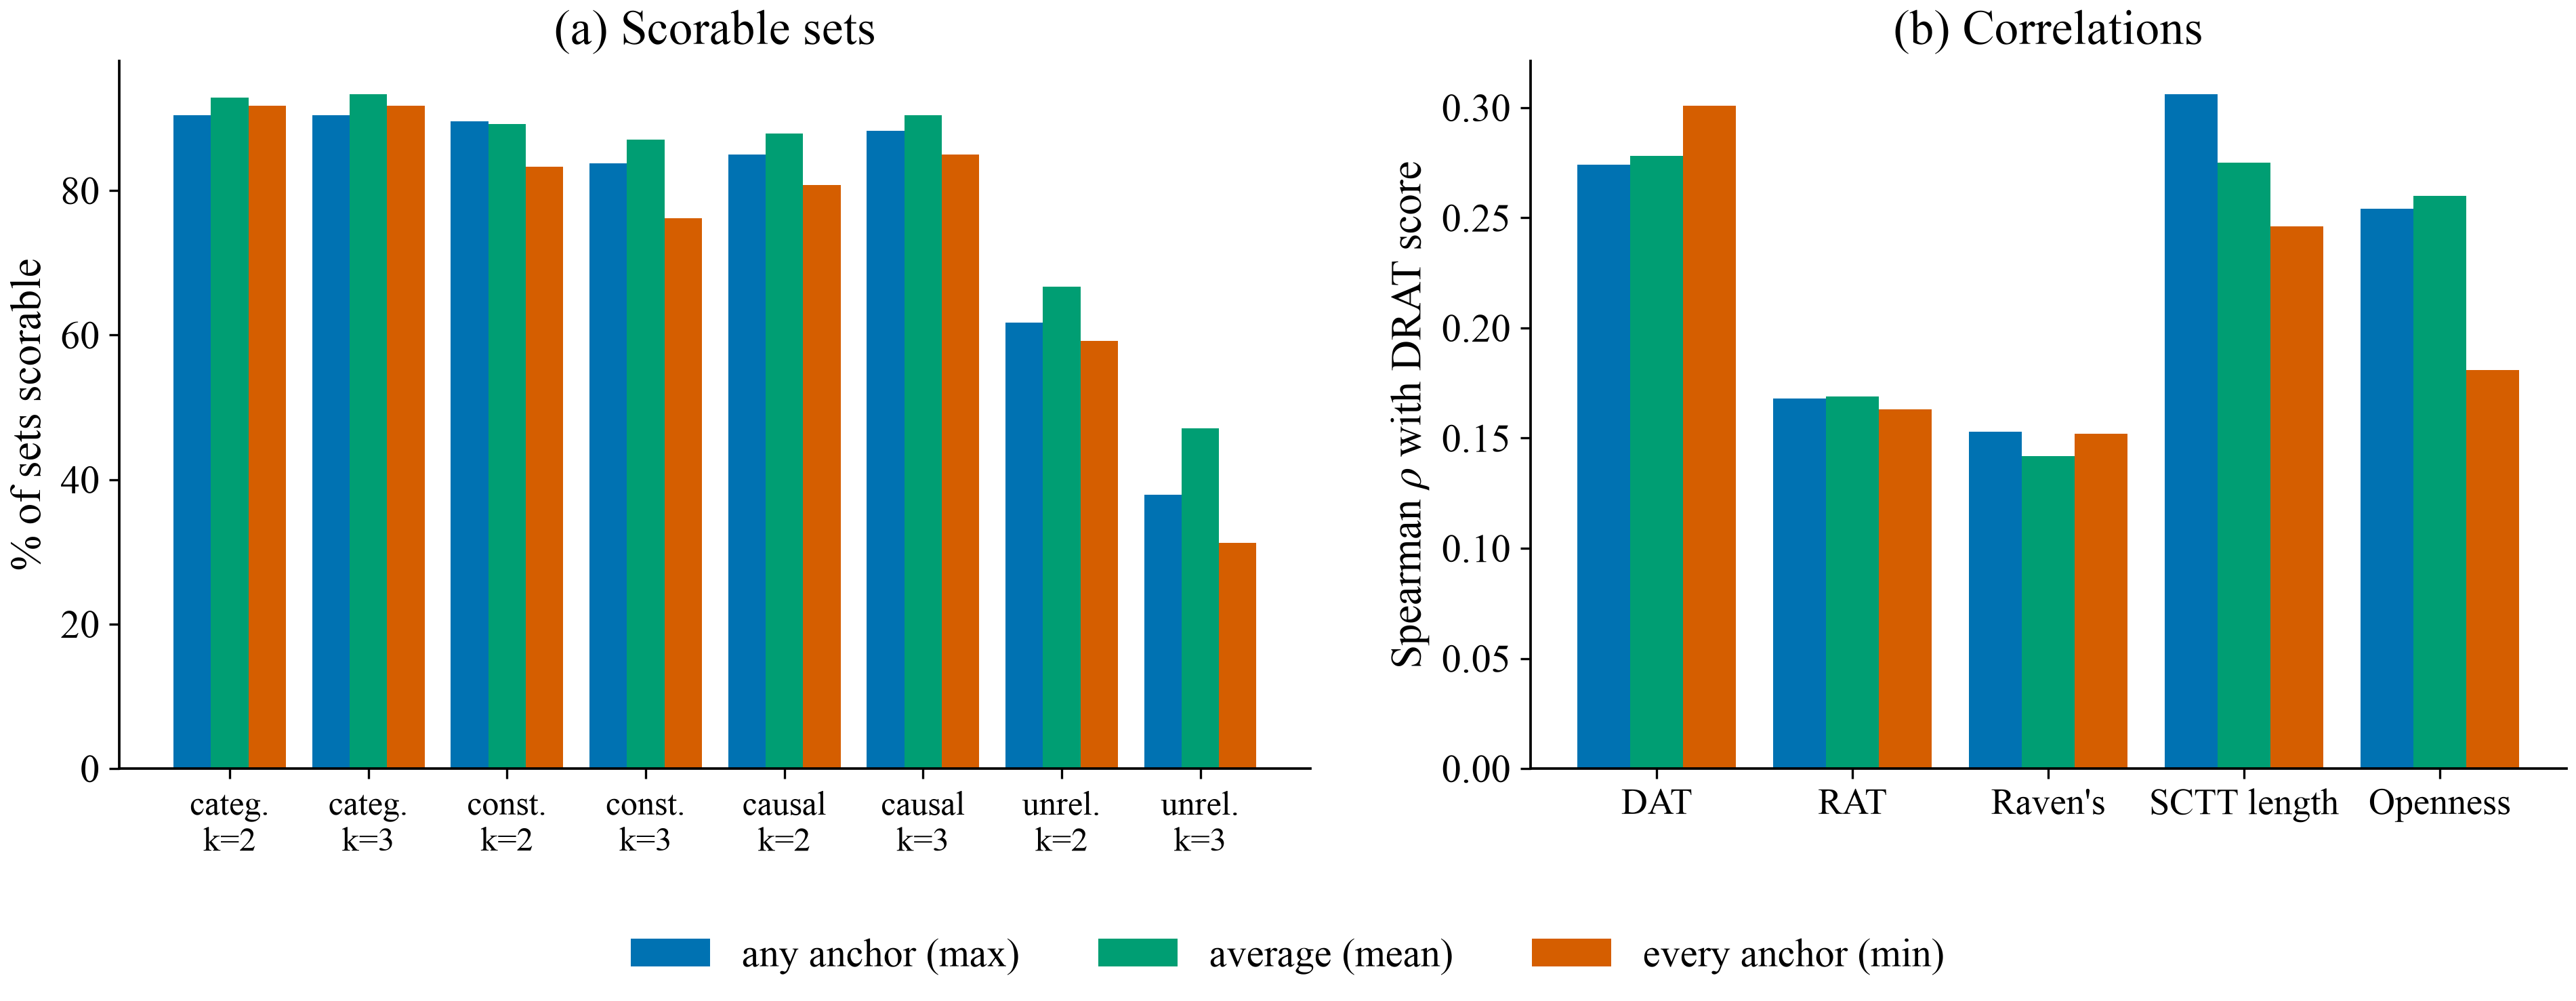 (a) Scorable sets
% of sets scorable
80
60
40
20
0
categ.
k=2
categ.
k=3
const.
k=2
const.
k=3
causal
k=2
causal
k=3
unrel.
k=2
unrel.
k=3
(b) Correlations
Spearman ρ with DRAT score
0.30
0.25
0.20
0.15
0.10
0.05
0.00
DAT
RAT
Raven's
SCTT length
Openness
any anchor (max)
average (mean)
every anchor (min)